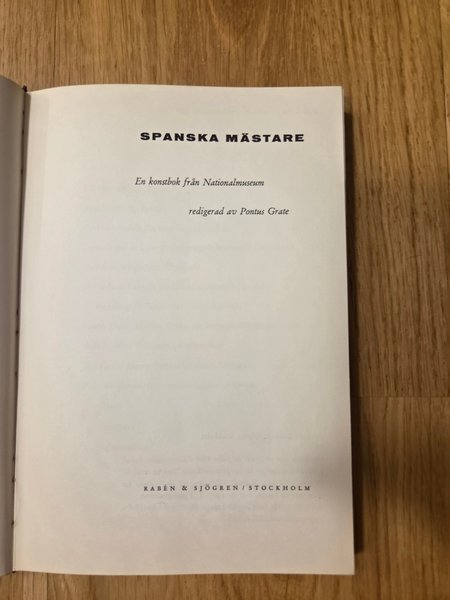 SPANSKA MÄSTARE
En konstbok från Nationalmuseum
redigerad av Pontus Grate
RABÉN & SJÖGREN / STOCKHOLM